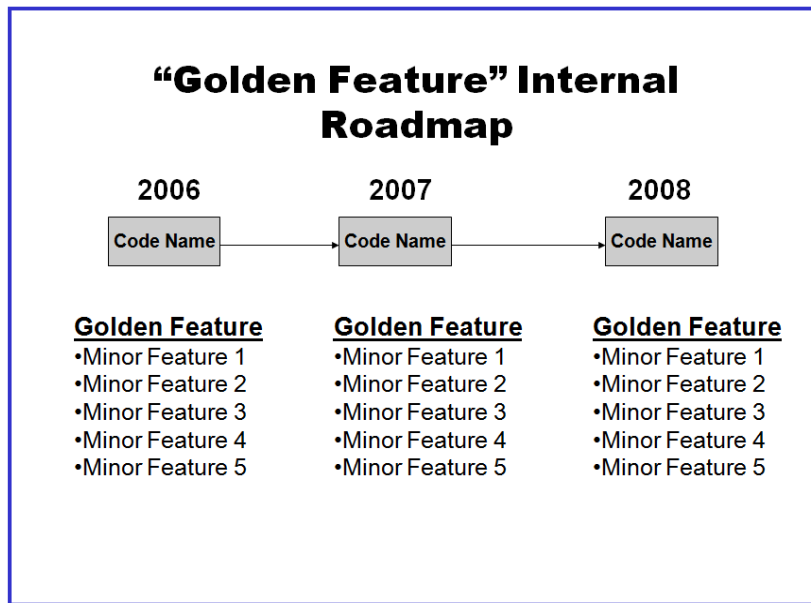 “Golden Feature” Internal
Roadmap
2006
2007
2008
Code Name
Code Name
Code Name
Golden Feature
•Minor Feature 1
•Minor Feature 2
•Minor Feature 3
•Minor Feature 4
•Minor Feature 5
Golden Feature
•Minor Feature 1
•Minor Feature 2
•Minor Feature 3
•Minor Feature 4
•Minor Feature 5
Golden Feature
•Minor Feature 1
•Minor Feature 2
•Minor Feature 3
•Minor Feature 4
•Minor Feature 5